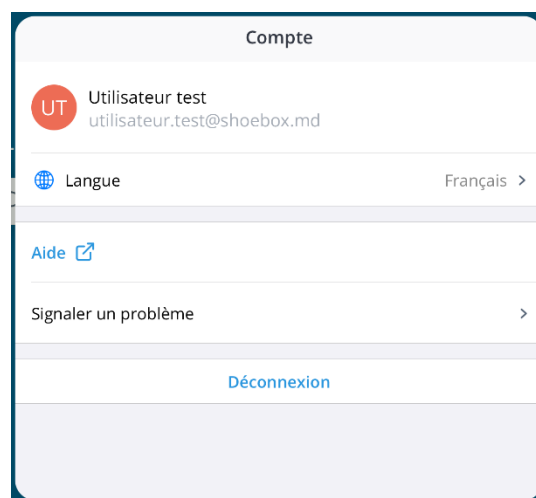 Compte
UT
Utilisateur test
utilisateur.test@shoebox.md
Langue
Français
Aide
Signaler un problème
Déconnexion